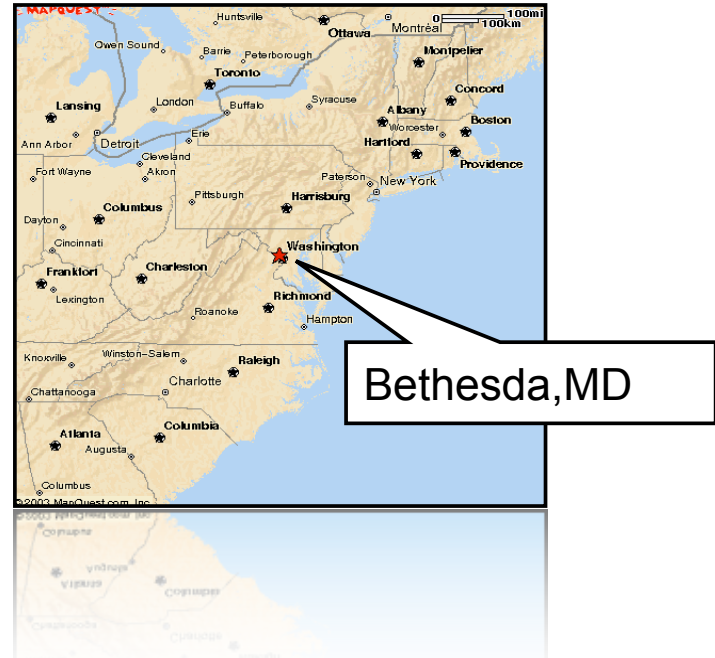 MAPQUEST
Huntsville
0 100mi
100km
Ottawa
Montréal
Owen Sound
Barrie
Peterborough
Montpelier
Toronto
Concord
Lansing
London
Buffalo
Syracuse
Albany
Worcester
Boston
Ann Arbor
Detroit
Erie
Hartford
Providence
Cleveland
Fort Wayne
Akron
Paterson
New York
Pittsburgh
Harrisburg
Columbus
Dayton
Cincinnati
Washington
Frankfort
Charleston
Lexington
Richmond
Roanoke
Hampton
Knoxville
Winston-Salem
Raleigh
Bethesda,MD
Chattanooga
Charlotte
Atlanta
Columbia
Augusta
Columbus
©2003 MapQuest.com, Inc.